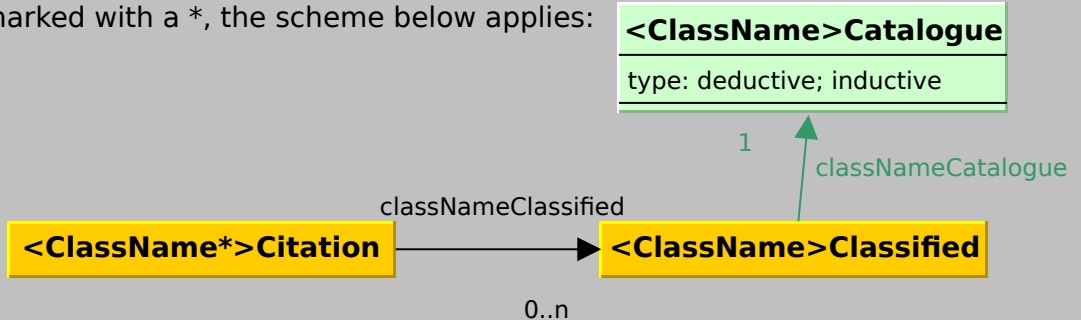 marked with a *, the scheme below applies:
<ClassName>Catalogue
type: deductive; inductive
1
classNameCatalogue
classNameClassified
<ClassName*>Citation
<ClassName>Classified
0..n